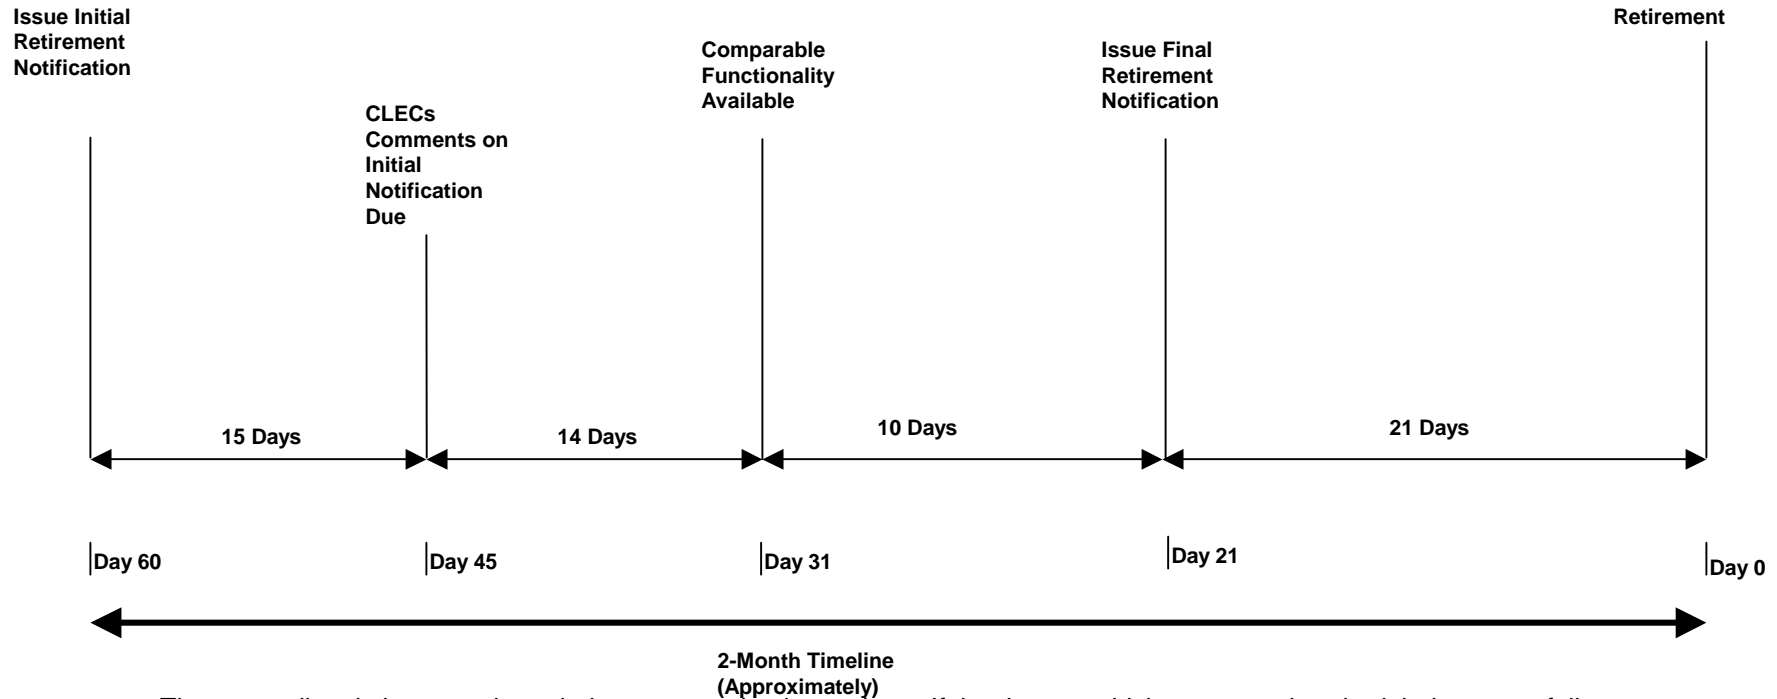 Issue Initial
Retirement
Notification
Retirement
Comparable
Functionality
Available
Issue Final
Retirement
Notification
CLECs
Comments on
Initial
Notification
Due
15 Days
14 Days
10 Days
21 Days
Day 60
Day 45
Day 31
Day 21
Day 0
2-Month Timeline
(Approximately)